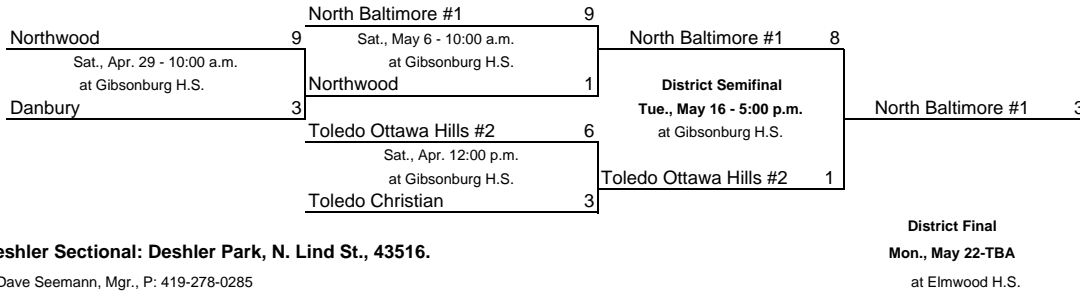 North Baltimore #1 9
Northwood 9
Sat., May 6 - 10:00 a.m.
North Baltimore #1 8
Sat., Apr. 29 - 10:00 a.m.
at Gibsonburg H.S.
at Gibsonburg H.S.
Northwood 1
District Semifinal
Danbury 3
Tue., May 16 - 5:00 p.m.
North Baltimore #1 3
Toledo Ottawa Hills #2 6
at Gibsonburg H.S.
Sat., Apr. 12:00 p.m.
at Gibsonburg H.S.
Toledo Ottawa Hills #2 1
Toledo Christian 3
District Final
eshler Sectional: Deshler Park, N. Lind St., 43516.
Mon., May 22-TBA
Dave Seemann, Mgr., P: 419-278-0285
at Elmwood H.S.